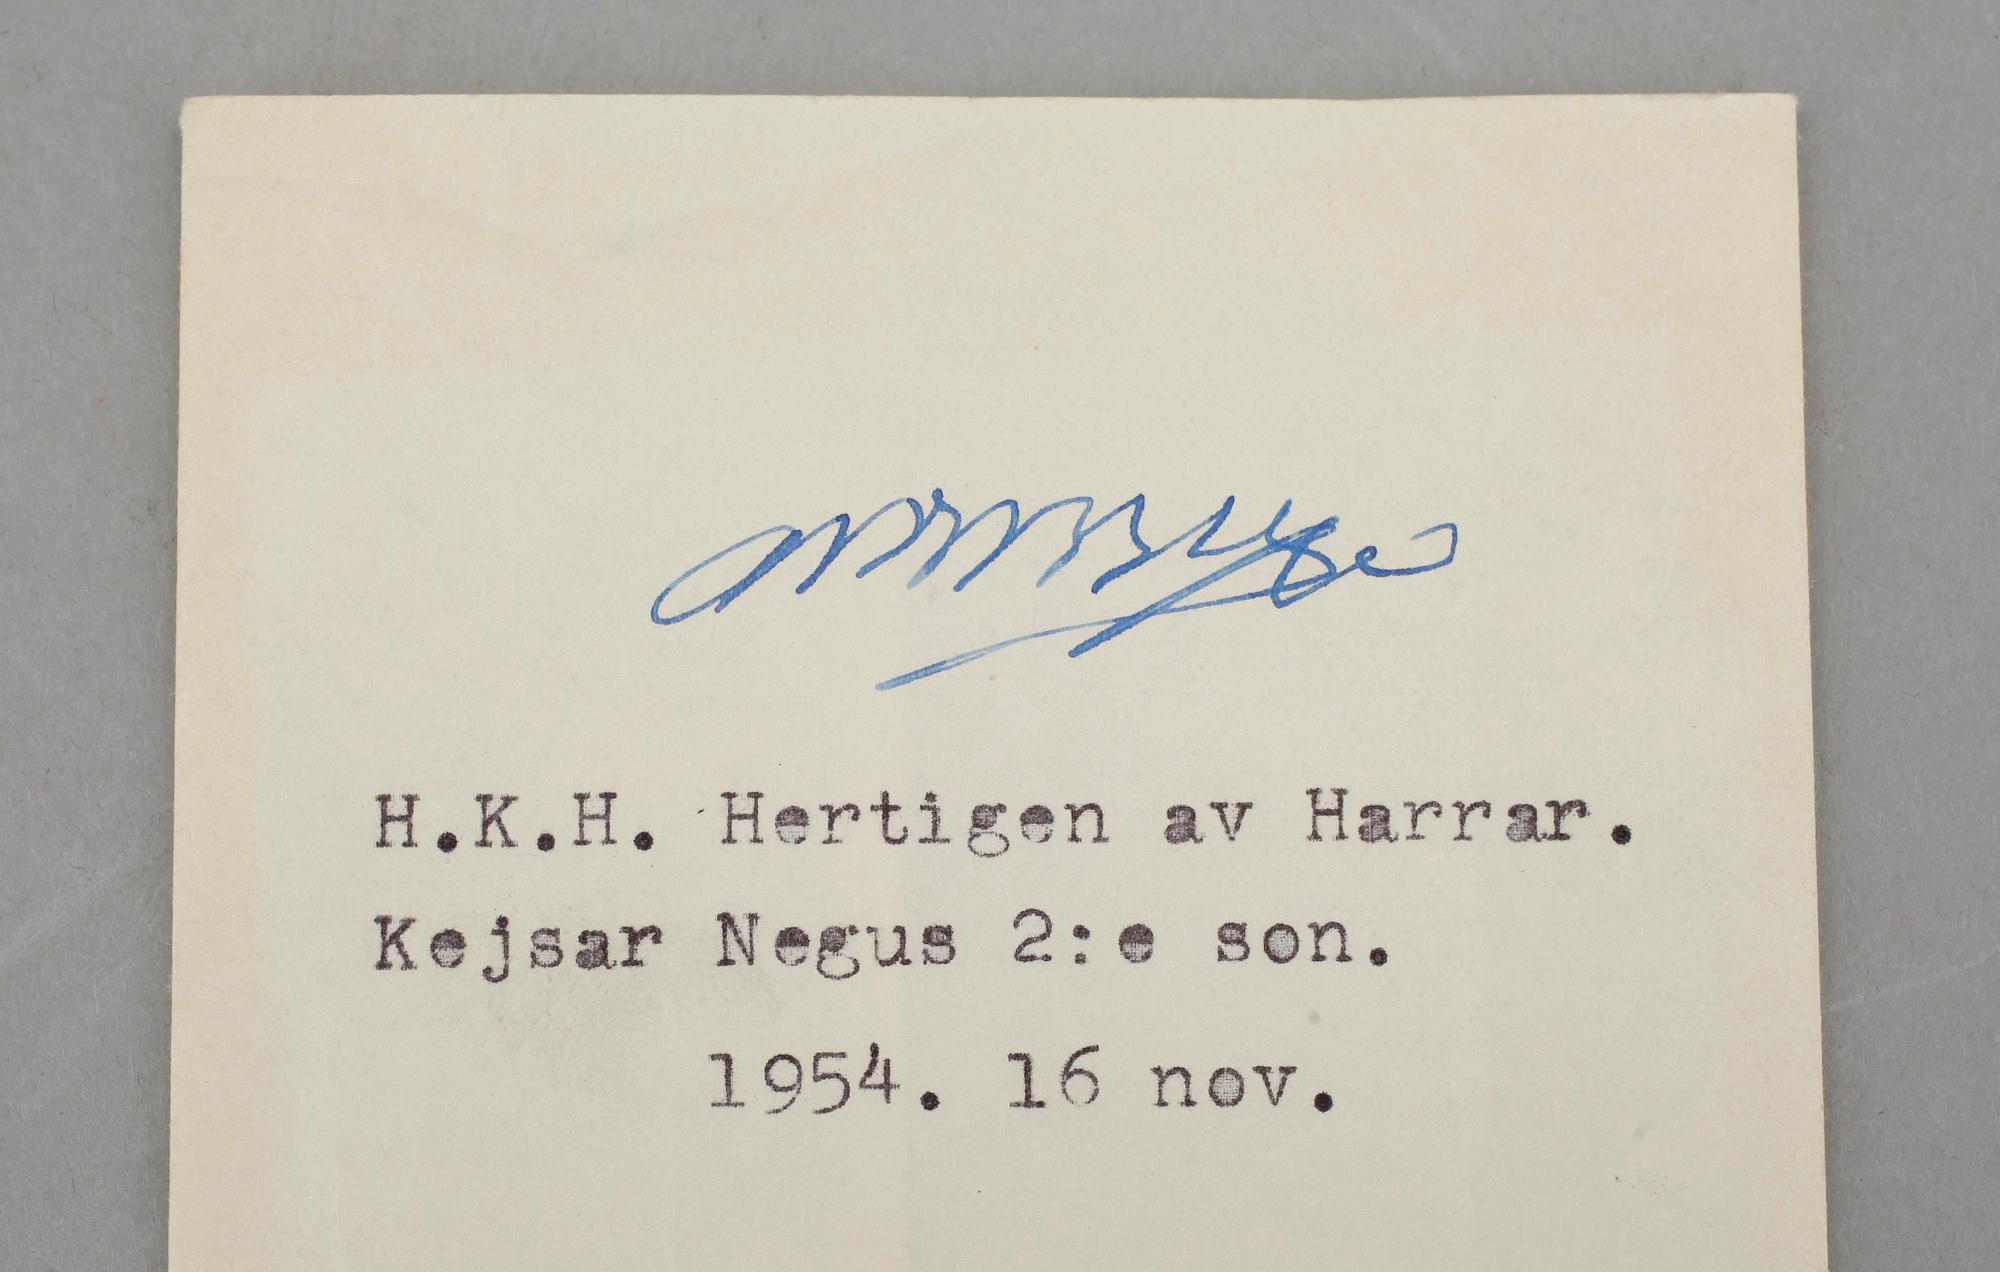 H.K.H. Hertigen av Harrar.
Kejsar Negus 2:e son.
1954. 16 nov.